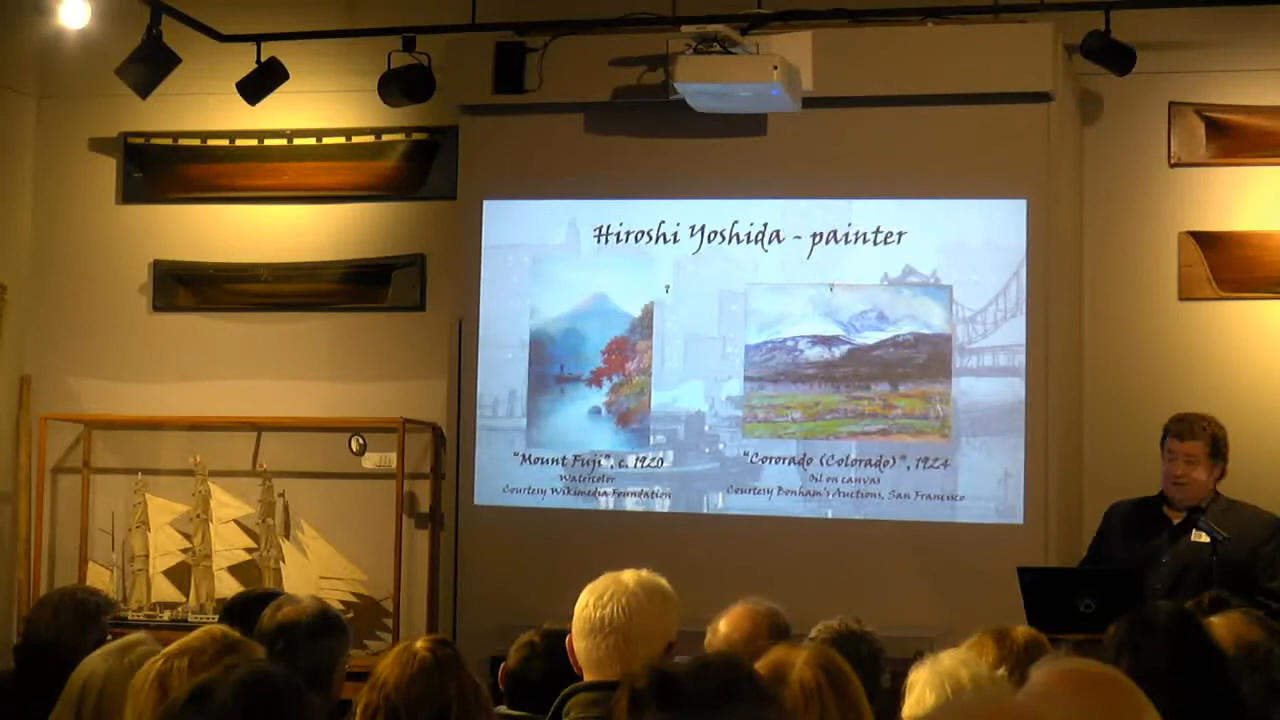 Hiroshi Yoshida - painter
"Mount Fuji", c. 1920
Watercolor
Courtesy Wikimedia Foundation
"Cororado (Colorado)", 1924
Oil on canvas
Courtesy Bonham's Auctions, San Francisco